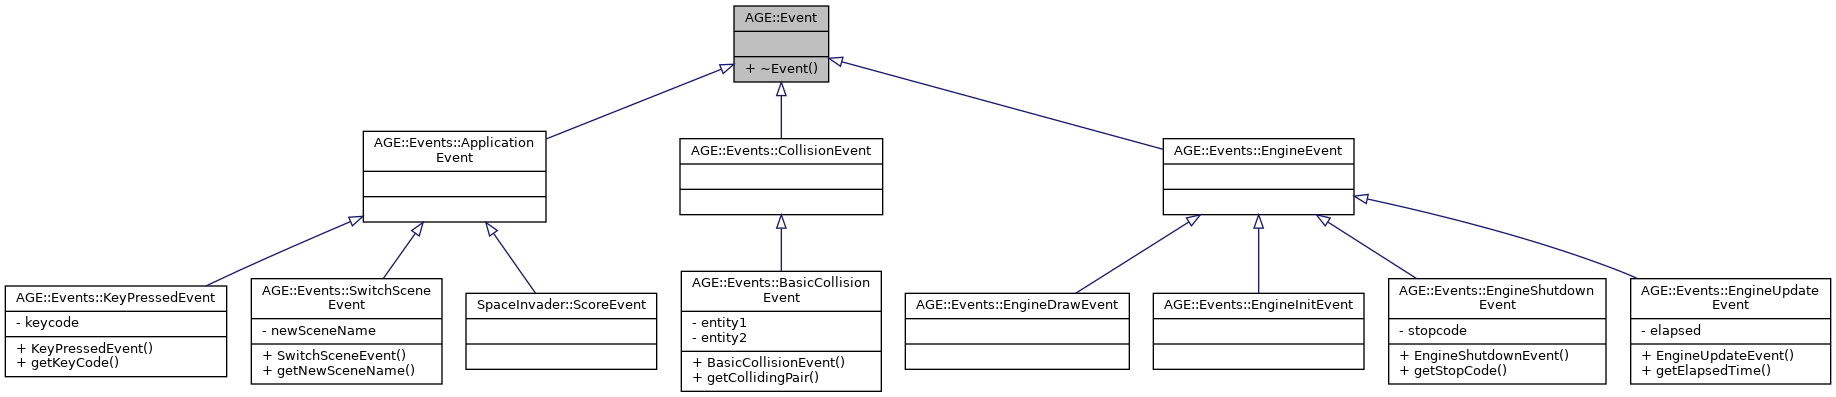 AGE::Event
+ ~Event()
AGE::Events::Application
Event
AGE::Events::CollisionEvent
AGE::Events::EngineEvent
AGE::Events::KeyPressedEvent
- keycode
+ KeyPressedEvent()
+ getKeyCode()
AGE::Events::SwitchScene
Event
- newSceneName
+ SwitchSceneEvent()
+ getNewSceneName()
SpaceInvader::ScoreEvent
AGE::Events::BasicCollision
Event
- entity1
- entity2
+ BasicCollisionEvent()
+ getCollidingPair()
AGE::Events::EngineDrawEvent
AGE::Events::EngineInitEvent
AGE::Events::EngineShutdown
Event
- stopcode
+ EngineShutdownEvent()
+ getStopCode()
AGE::Events::EngineUpdate
Event
- elapsed
+ EngineUpdateEvent()
+ getElapsedTime()